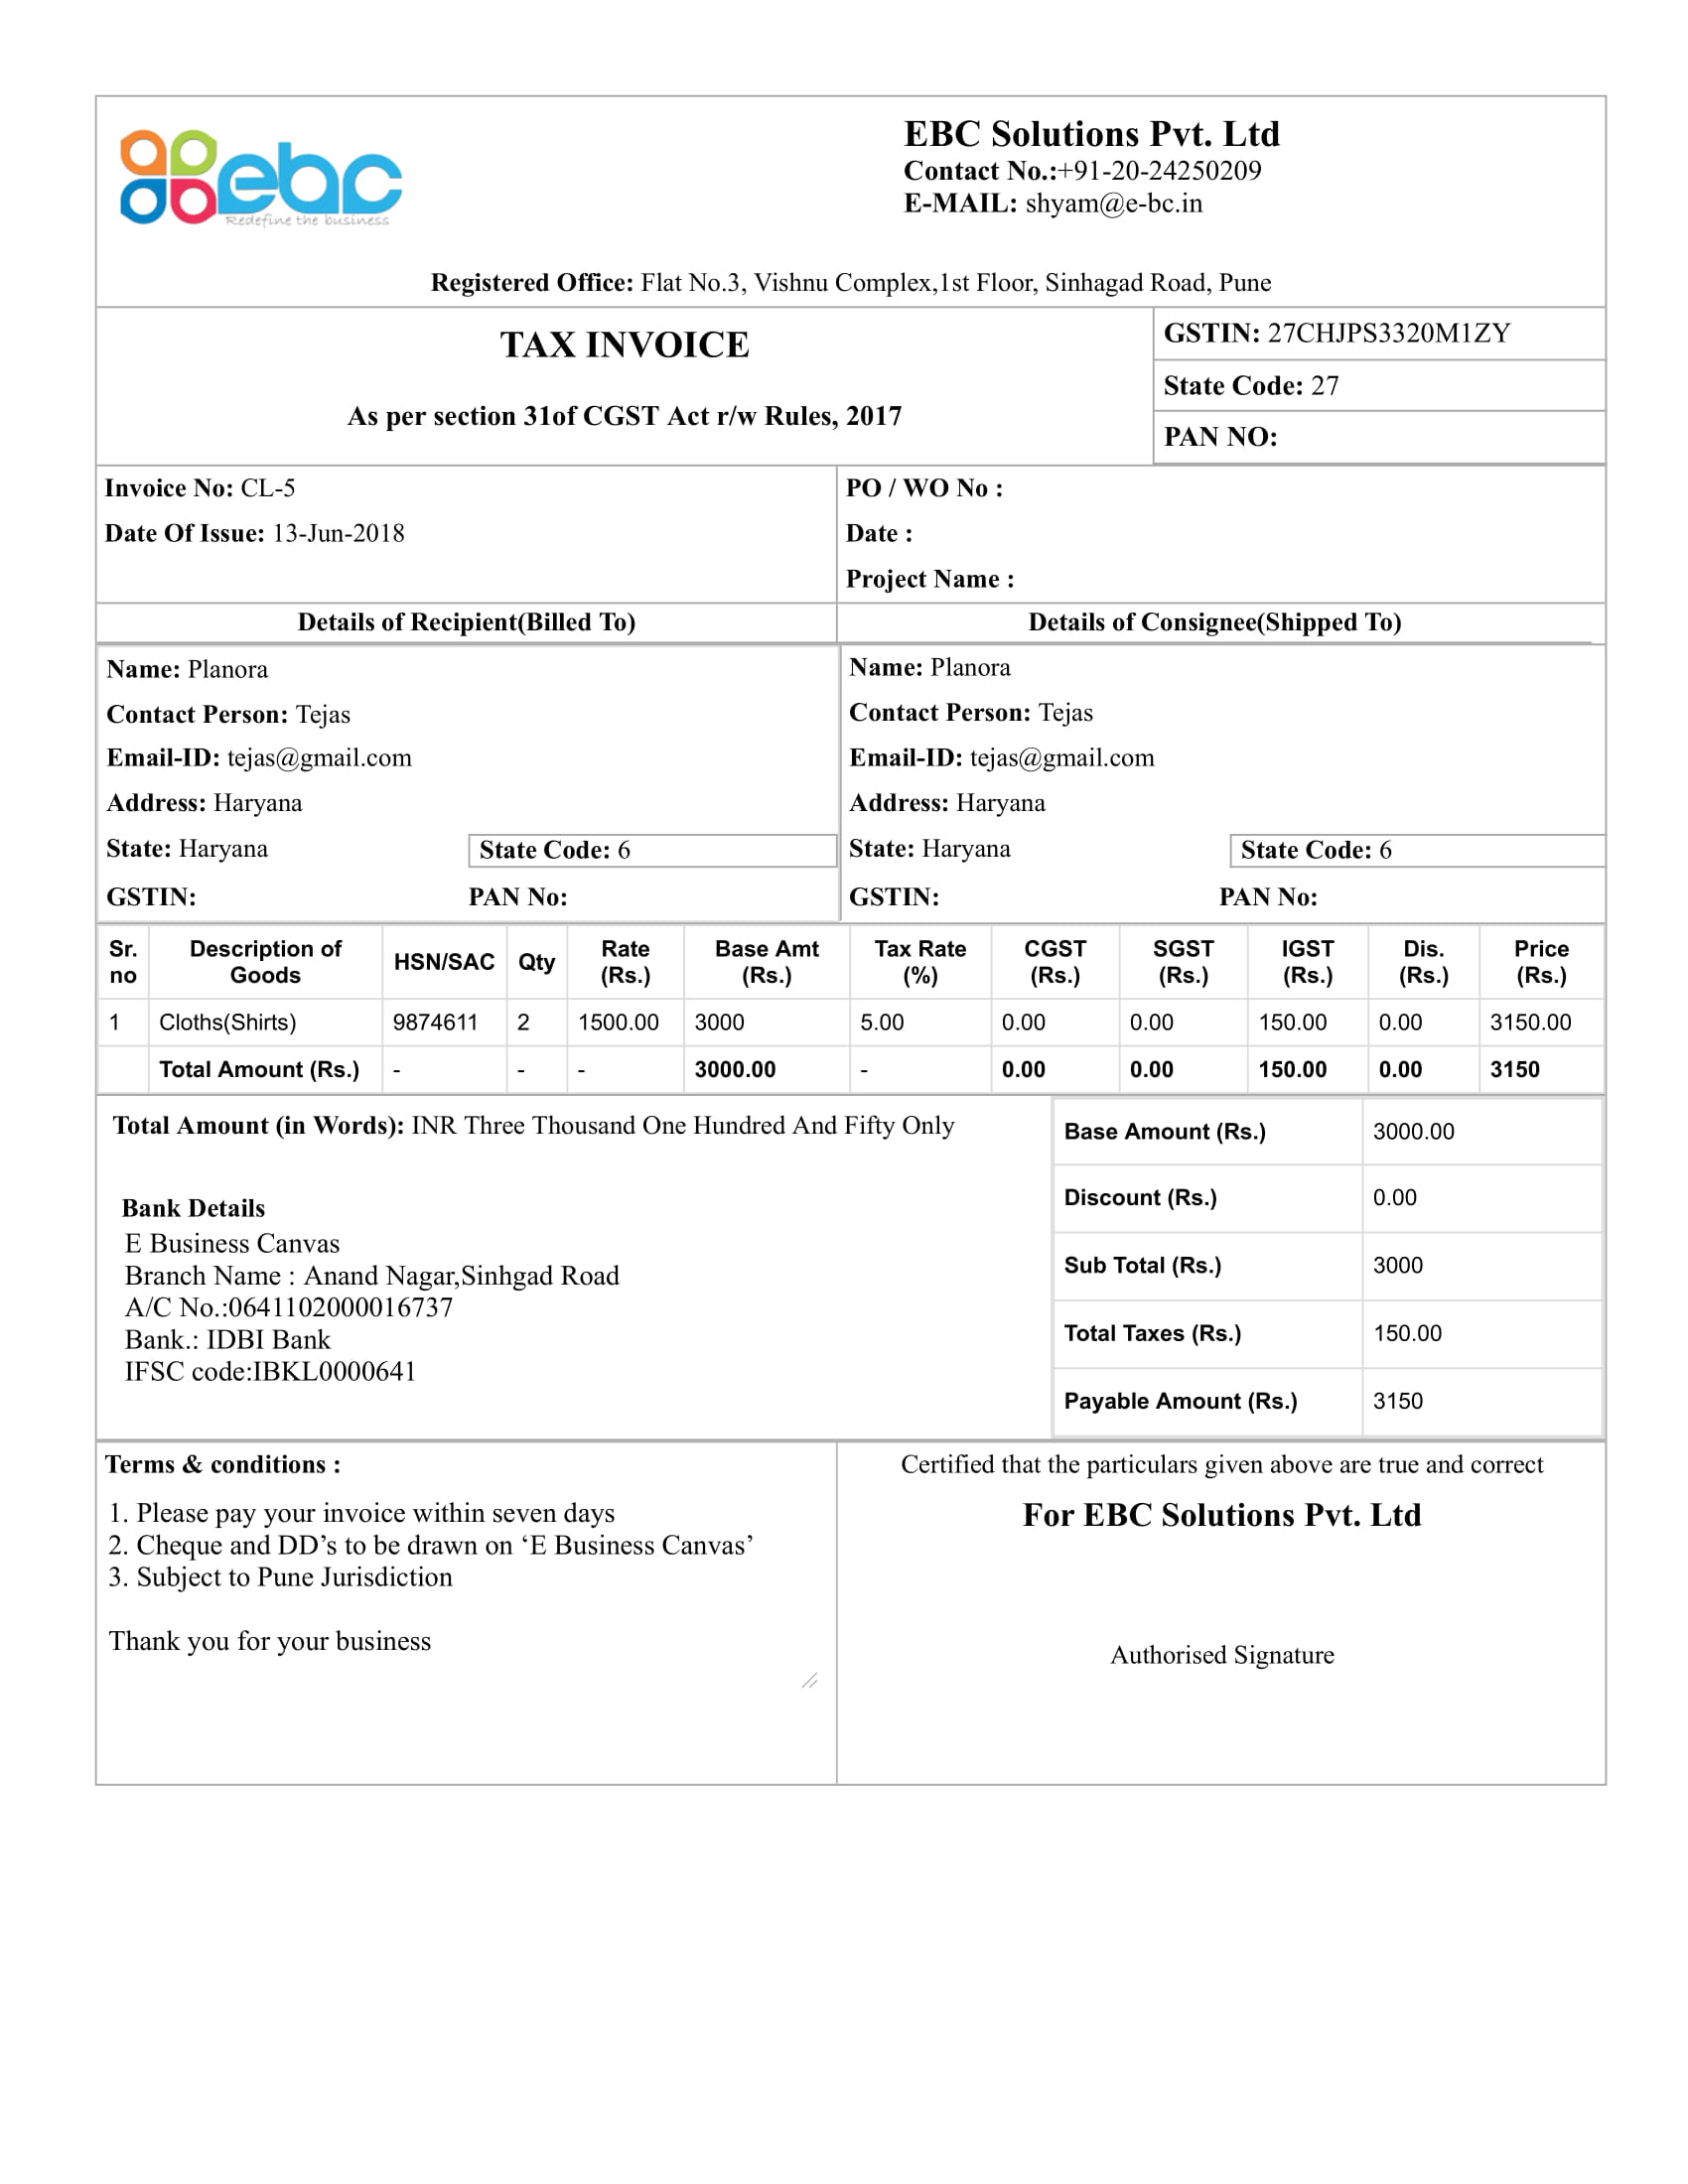 ebc
Redefine the business
EBC Solutions Pvt. Ltd
Contact No.:+91-20-24250209
E-MAIL: shyam@e-bc.in
Registered Office: Flat No.3, Vishnu Complex,1st Floor, Sinhagad Road, Pune
TAX INVOICE
As per section 31of CGST Act r/w Rules, 2017
GSTIN: 27CHJPS3320M1ZY
State Code: 27
PAN NO:
Invoice No: CL-5
Date Of Issue: 13-Jun-2018
PO / WO No :
Date :
Project Name :
Details of Recipient(Billed To)
Name: Planora
Contact Person: Tejas
Email-ID: tejas@gmail.com
Address: Haryana
State: Haryana State Code: 6
GSTIN: PAN No:
Details of Consignee(Shipped To)
Name: Planora
Contact Person: Tejas
Email-ID: tejas@gmail.com
Address: Haryana
State: Haryana State Code: 6
GSTIN: PAN No:
Sr. no Description of Goods HSN/SAC Qty Rate (Rs.) Base Amt (Rs.) Tax Rate (%) CGST (Rs.) SGST (Rs.) IGST (Rs.) Dis. (Rs.) Price (Rs.)
1 Cloths(Shirts) 9874611 2 1500.00 3000 5.00 0.00 0.00 150.00 0.00 3150.00
Total Amount (Rs.) - - - 3000.00 - 0.00 0.00 150.00 0.00 3150
Total Amount (in Words): INR Three Thousand One Hundred And Fifty Only
Bank Details
E Business Canvas
Branch Name : Anand Nagar,Sinhgad Road
A/C No.:0641102000016737
Bank.: IDBI Bank
IFSC code:IBKL0000641
Base Amount (Rs.) 3000.00
Discount (Rs.) 0.00
Sub Total (Rs.) 3000
Total Taxes (Rs.) 150.00
Payable Amount (Rs.) 3150
Terms & conditions :
1. Please pay your invoice within seven days
2. Cheque and DD’s to be drawn on ‘E Business Canvas’
3. Subject to Pune Jurisdiction
Thank you for your business
Certified that the particulars given above are true and correct
For EBC Solutions Pvt. Ltd
Authorised Signature